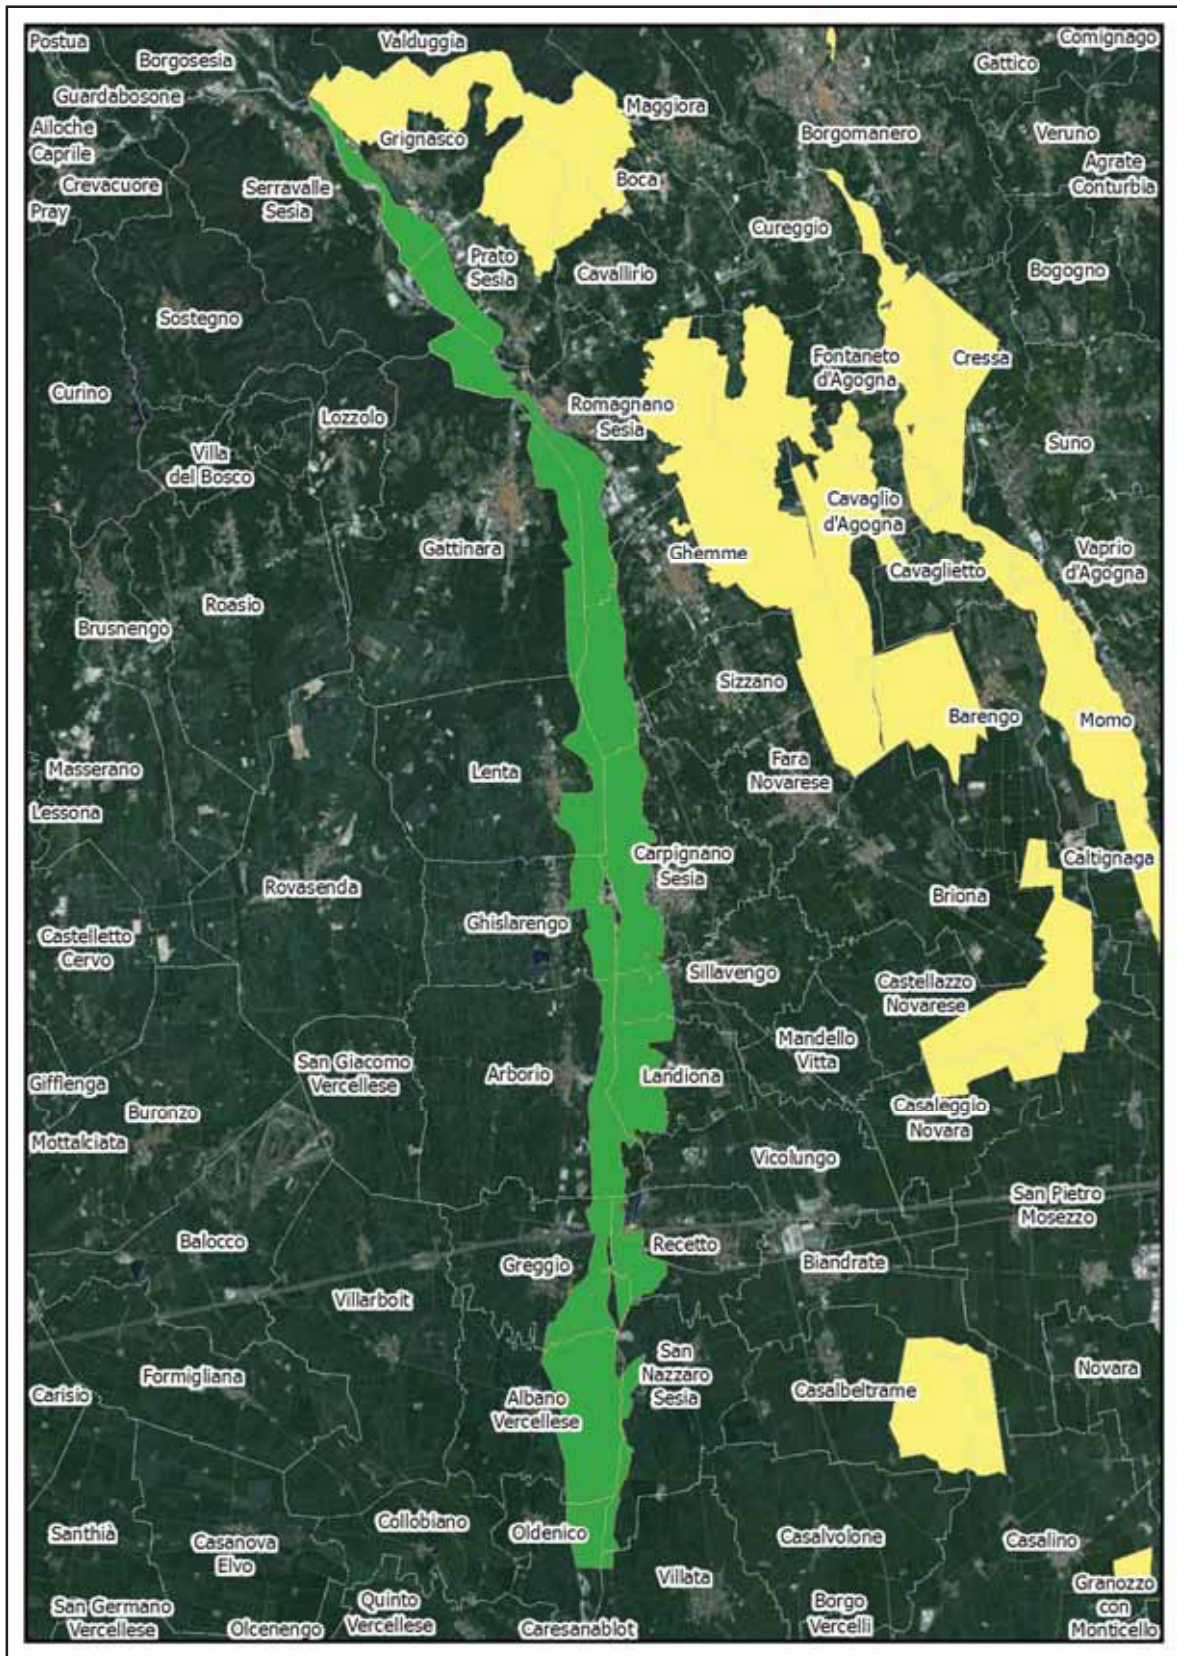 Postua
Borgosesia
Valduggia
Comignago
Gattico
Guardabosone
Maggiora
Ailoche
Caprile
Grignasco
Borgomanero
Veruno
Agrate
Conturbia
Crevacuore
Serravalle
Sesia
Boca
Pray
Cureggio
Prato
Sesia
Cavallirio
Bogogno
Sostegno
Fontaneto
d'Agogna
Cressa
Curino
Lozzolo
Romagnano
Sesia
Suno
Villa
del Bosco
Cavaglio
d'Agogna
Gattinara
Ghemme
Vaprio
d'Agogna
Cavaglietto
Roasio
Brusnengo
Sizzano
Barengo
Momo
Masserano
Lenta
Fara
Novarese
Lessona
Carpignano
Sesia
Caltignaga
Rovasenda
Briona
Ghislarengo
Castelletto
Cervo
Sillavengo
Castellazzo
Novarese
Mandello
Vitta
San Giacomo
Vercellese
Arborio
Landiona
Gifflenga
Buronzo
Casaleggio
Novara
Mottalciata
Vicolungo
San Pietro
Mosezzo
Balocco
Recetto
Greggio
Biandrate
Villarboit
San
Nazzaro
Sesia
Formigliana
Novara
Carisio
Albano
Vercellese
Casalbeltrame
Collobiano
Santhià
Casanova
Elvo
Oldenico
Casalvolone
Casalino
Villata
Granozzo
con
Monticello
San Germano
Vercellese
Olcenengo
Quinto
Vercellese
Caresanablot
Borgo
Vercelli